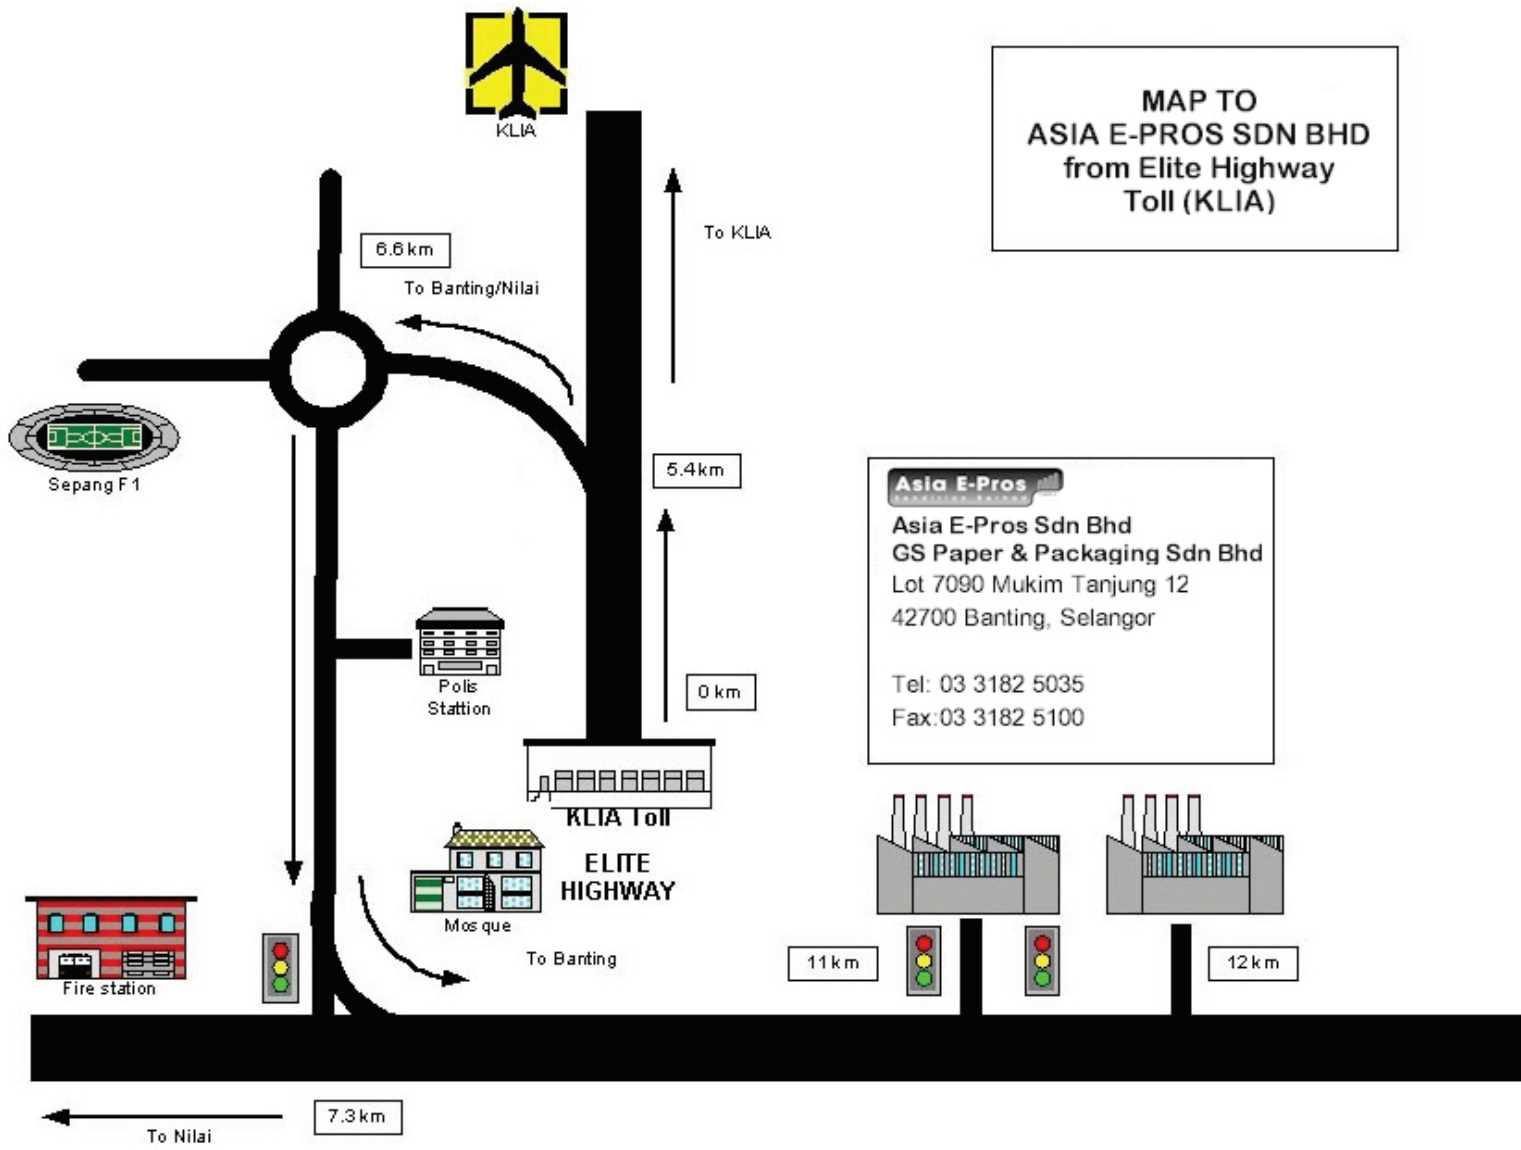 KLIA
MAP TO
ASIA E-PROS SDN BHD
from Elite Highway
Toll (KLIA)
To KLIA
6.6km
To Banting/Nilai
5.4km
Sepang F1
Asia E-Pros
Sendirian Berhad
Asia E-Pros Sdn Bhd
GS Paper & Packaging Sdn Bhd
Lot 7090 Mukim Tanjung 12
42700 Banting, Selangor
Tel: 03 3182 5035
Fax:03 3182 5100
Polis
Stattion
0 km
KLIA Toll
ELITE
HIGHWAY
Mosque
To Banting
Fire station
11km
12km
7.3km
To Nilai